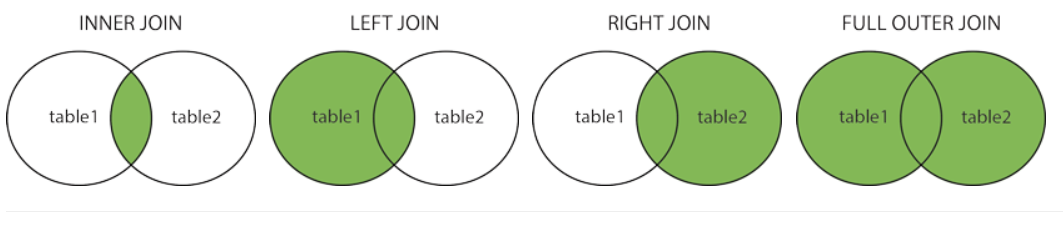 INNER JOIN
table1 table2
LEFT JOIN
table1 table2
RIGHT JOIN
table1 table2
FULL OUTER JOIN
table1 table2